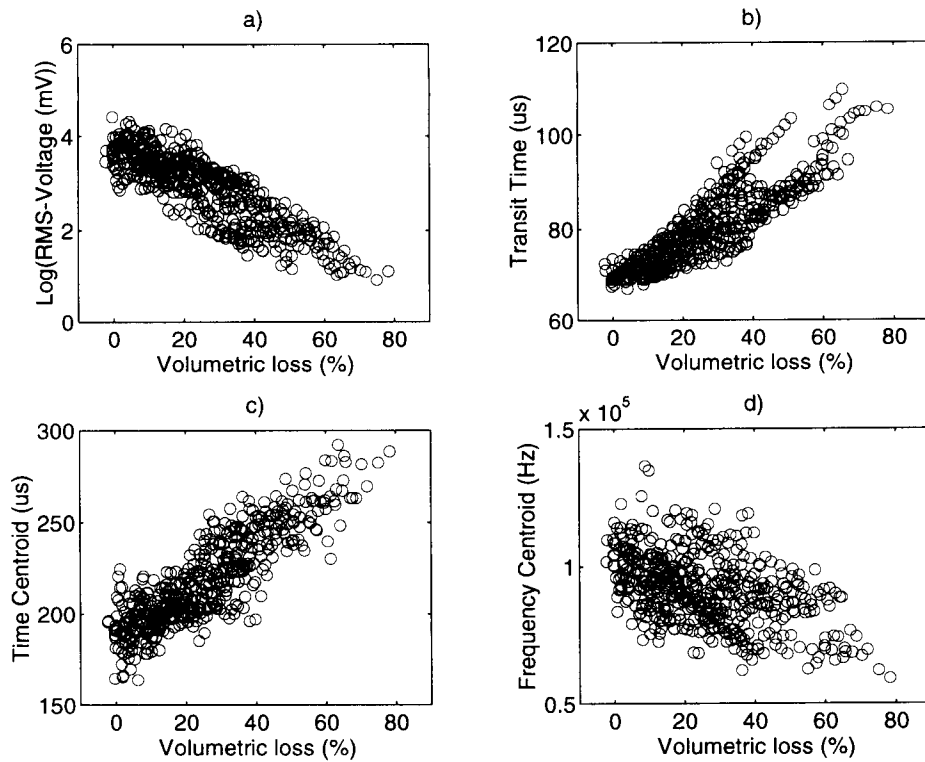 a)
6
4
2
0
Log(RMS-Voltage (mV))
0 20 40 60 80
Volumetric loss (%)
b)
120
100
80
60
Transit Time (us)
0 20 40 60 80
Volumetric loss (%)
c)
300
250
200
150
Time Centroid (us)
0 20 40 60 80
Volumetric loss (%)
d)
x 10^5
1.5
1
0.5
Frequency Centroid (Hz)
0 20 40 60 80
Volumetric loss (%)